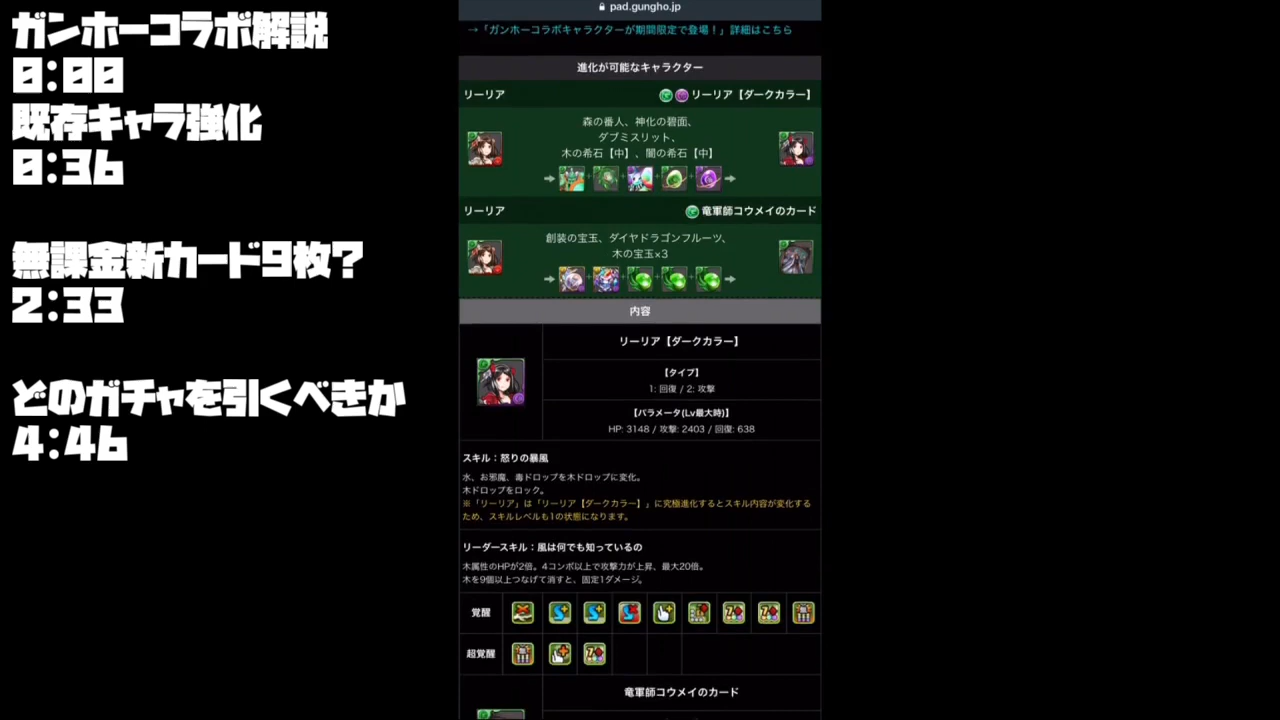 ガンホーコラボ解説
0:00
既存キャラ強化
0:36
無課金新カード9枚?
2:33
どのガチャを引くべきか
4:46
pad.gungho.jp
→「ガンホーコラボキャラクターが期間限定で登場！」詳細はこちら
進化が可能なキャラクター
リーリア
リーリア【ダークカラー】
森の番人、神化の碧面、
ダブミスリット、
木の希石【中】、闇の希石【中】
リーリア
竜軍師コウメイのカード
創装の宝玉、ダイヤドラゴンフルーツ、
木の宝玉×3
内容
リーリア【ダークカラー】
【タイプ】
1: 回復 / 2: 攻撃
【パラメータ(Lv最大時)】
HP: 3148 / 攻撃: 2403 / 回復: 638
スキル：怒りの暴風
水、お邪魔、毒ドロップを木ドロップに変化。
木ドロップをロック。
※「リーリア」は「リーリア【ダークカラー】」に究極進化するとスキル内容が変化する
ため、スキルレベルも1の状態になります。
リーダースキル：風は何でも知っているの
木属性のHPが2倍。4コンボ以上で攻撃力が上昇、最大20倍。
木を9個以上つなげて消すと、固定1ダメージ。
覚醒
超覚醒
竜軍師コウメイのカード